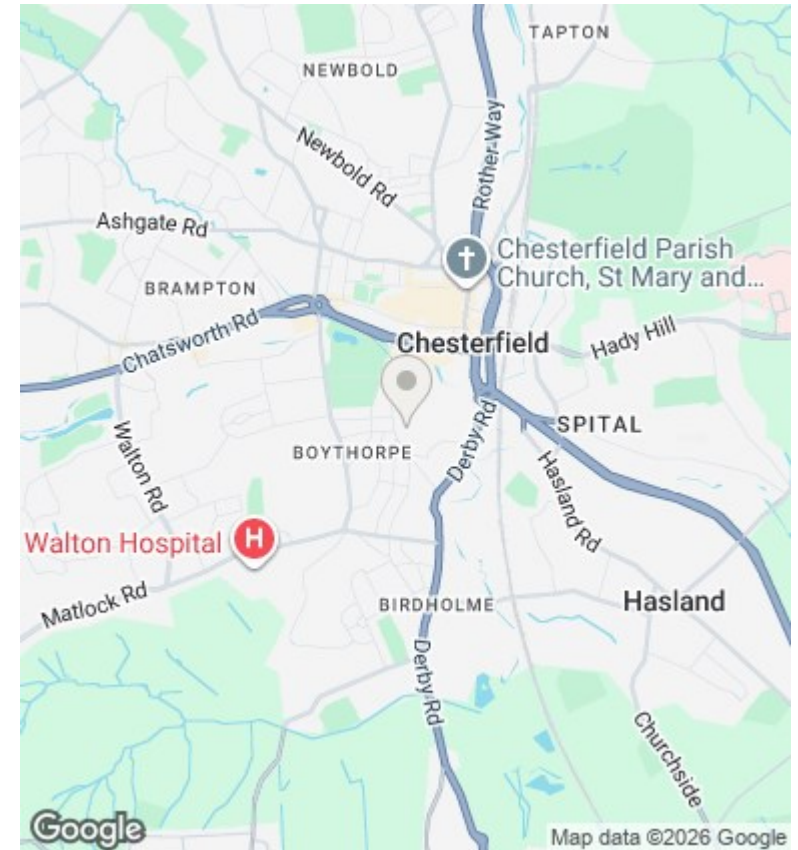 TAPTON
NEWBOLD
Rother Way
Newbold Rd
Ashgate Rd
Chesterfield Parish
Church, St Mary and...
BRAMPTON
Chatsworth Rd
Chesterfield
Hady Hill
Derby Rd
SPITAL
BOYTHORPE
Walton Rd
Hasland Rd
Walton Hospital
H
Matlock Rd
BIRDHOLME
Hasland
Derby Rd
Churchside
Google
Map data ©2026 Google